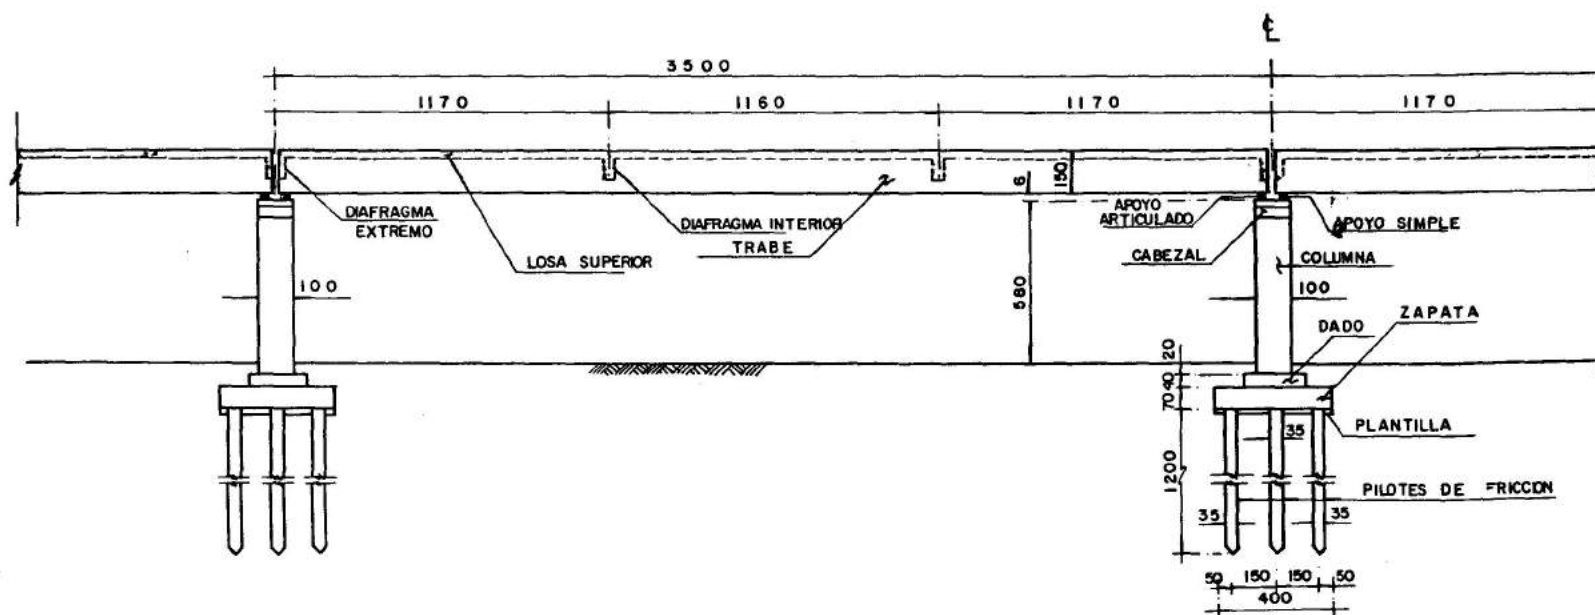 ℄
3500
1170
1160
1170
1170
150
6
DIAFRAGMA
EXTREMO
LOSA SUPERIOR
DIAFRAGMA INTERIOR
TRABE
APOYO
ARTICULADO
APOYO SIMPLE
CABEZAL
COLUMNA
100
580
100
ZAPATA
DADO
20
40
70
PLANTILLA
35
1200
PILOTES DE FRICCION
35
35
50
150
150
50
400